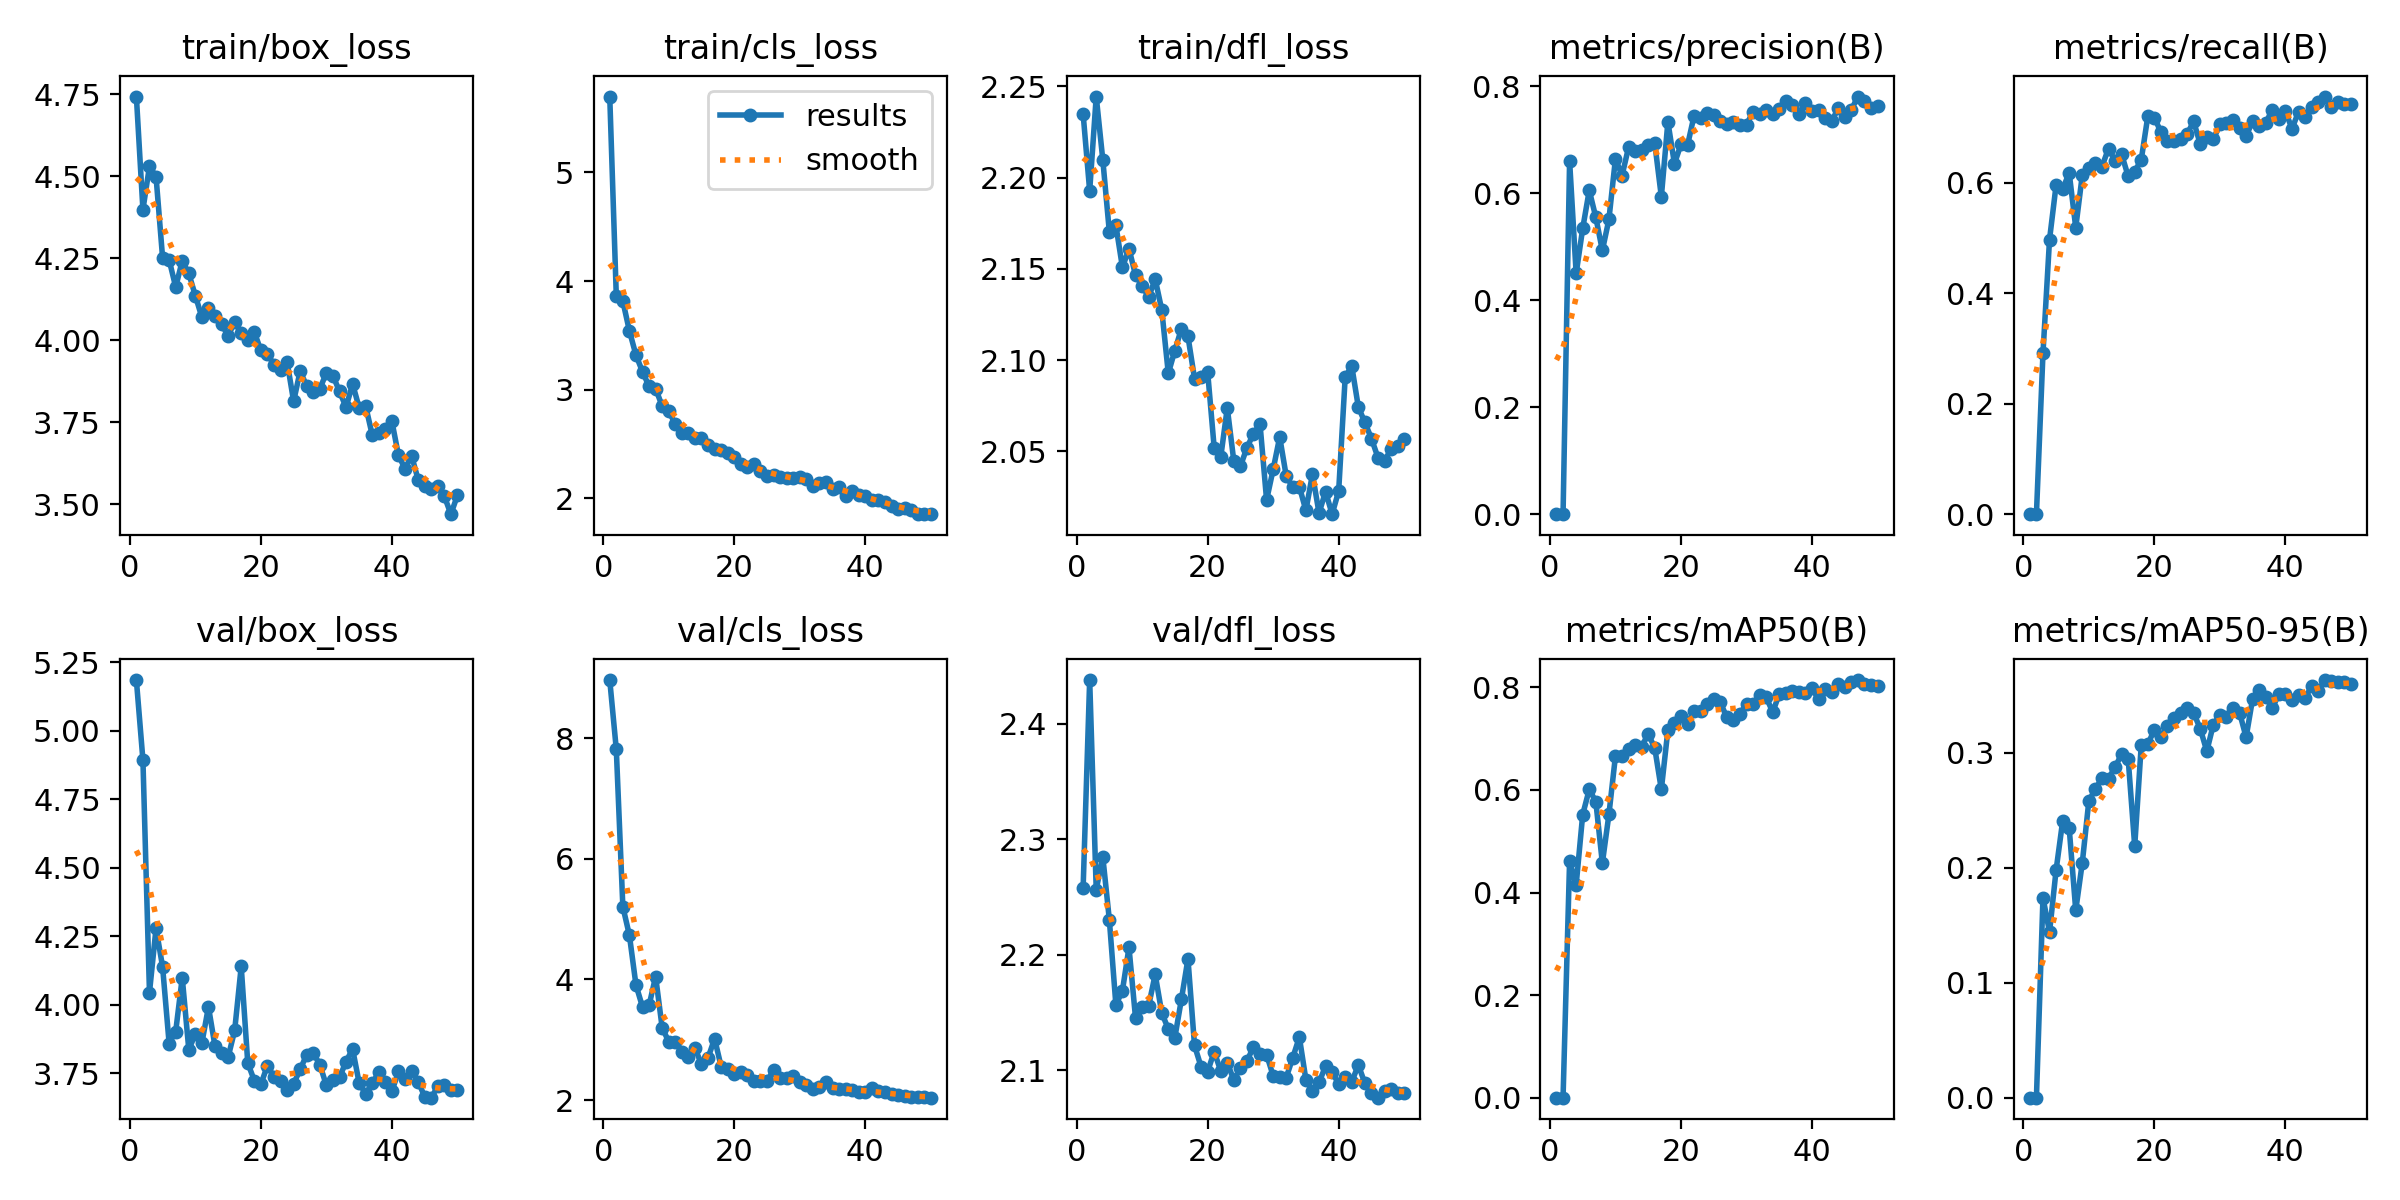 train/box_loss
4.75
4.50
4.25
4.00
3.75
3.50
0 20 40
train/cls_loss
results
smooth
5
4
3
2
0 20 40
train/dfl_loss
2.25
2.20
2.15
2.10
2.05
0 20 40
metrics/precision(B)
0.8
0.6
0.4
0.2
0.0
0 20 40
metrics/recall(B)
0.6
0.4
0.2
0.0
0 20 40
val/box_loss
5.25
5.00
4.75
4.50
4.25
4.00
3.75
0 20 40
val/cls_loss
8
6
4
2
0 20 40
val/dfl_loss
2.4
2.3
2.2
2.1
0 20 40
metrics/mAP50(B)
0.8
0.6
0.4
0.2
0.0
0 20 40
metrics/mAP50-95(B)
0.3
0.2
0.1
0.0
0 20 40